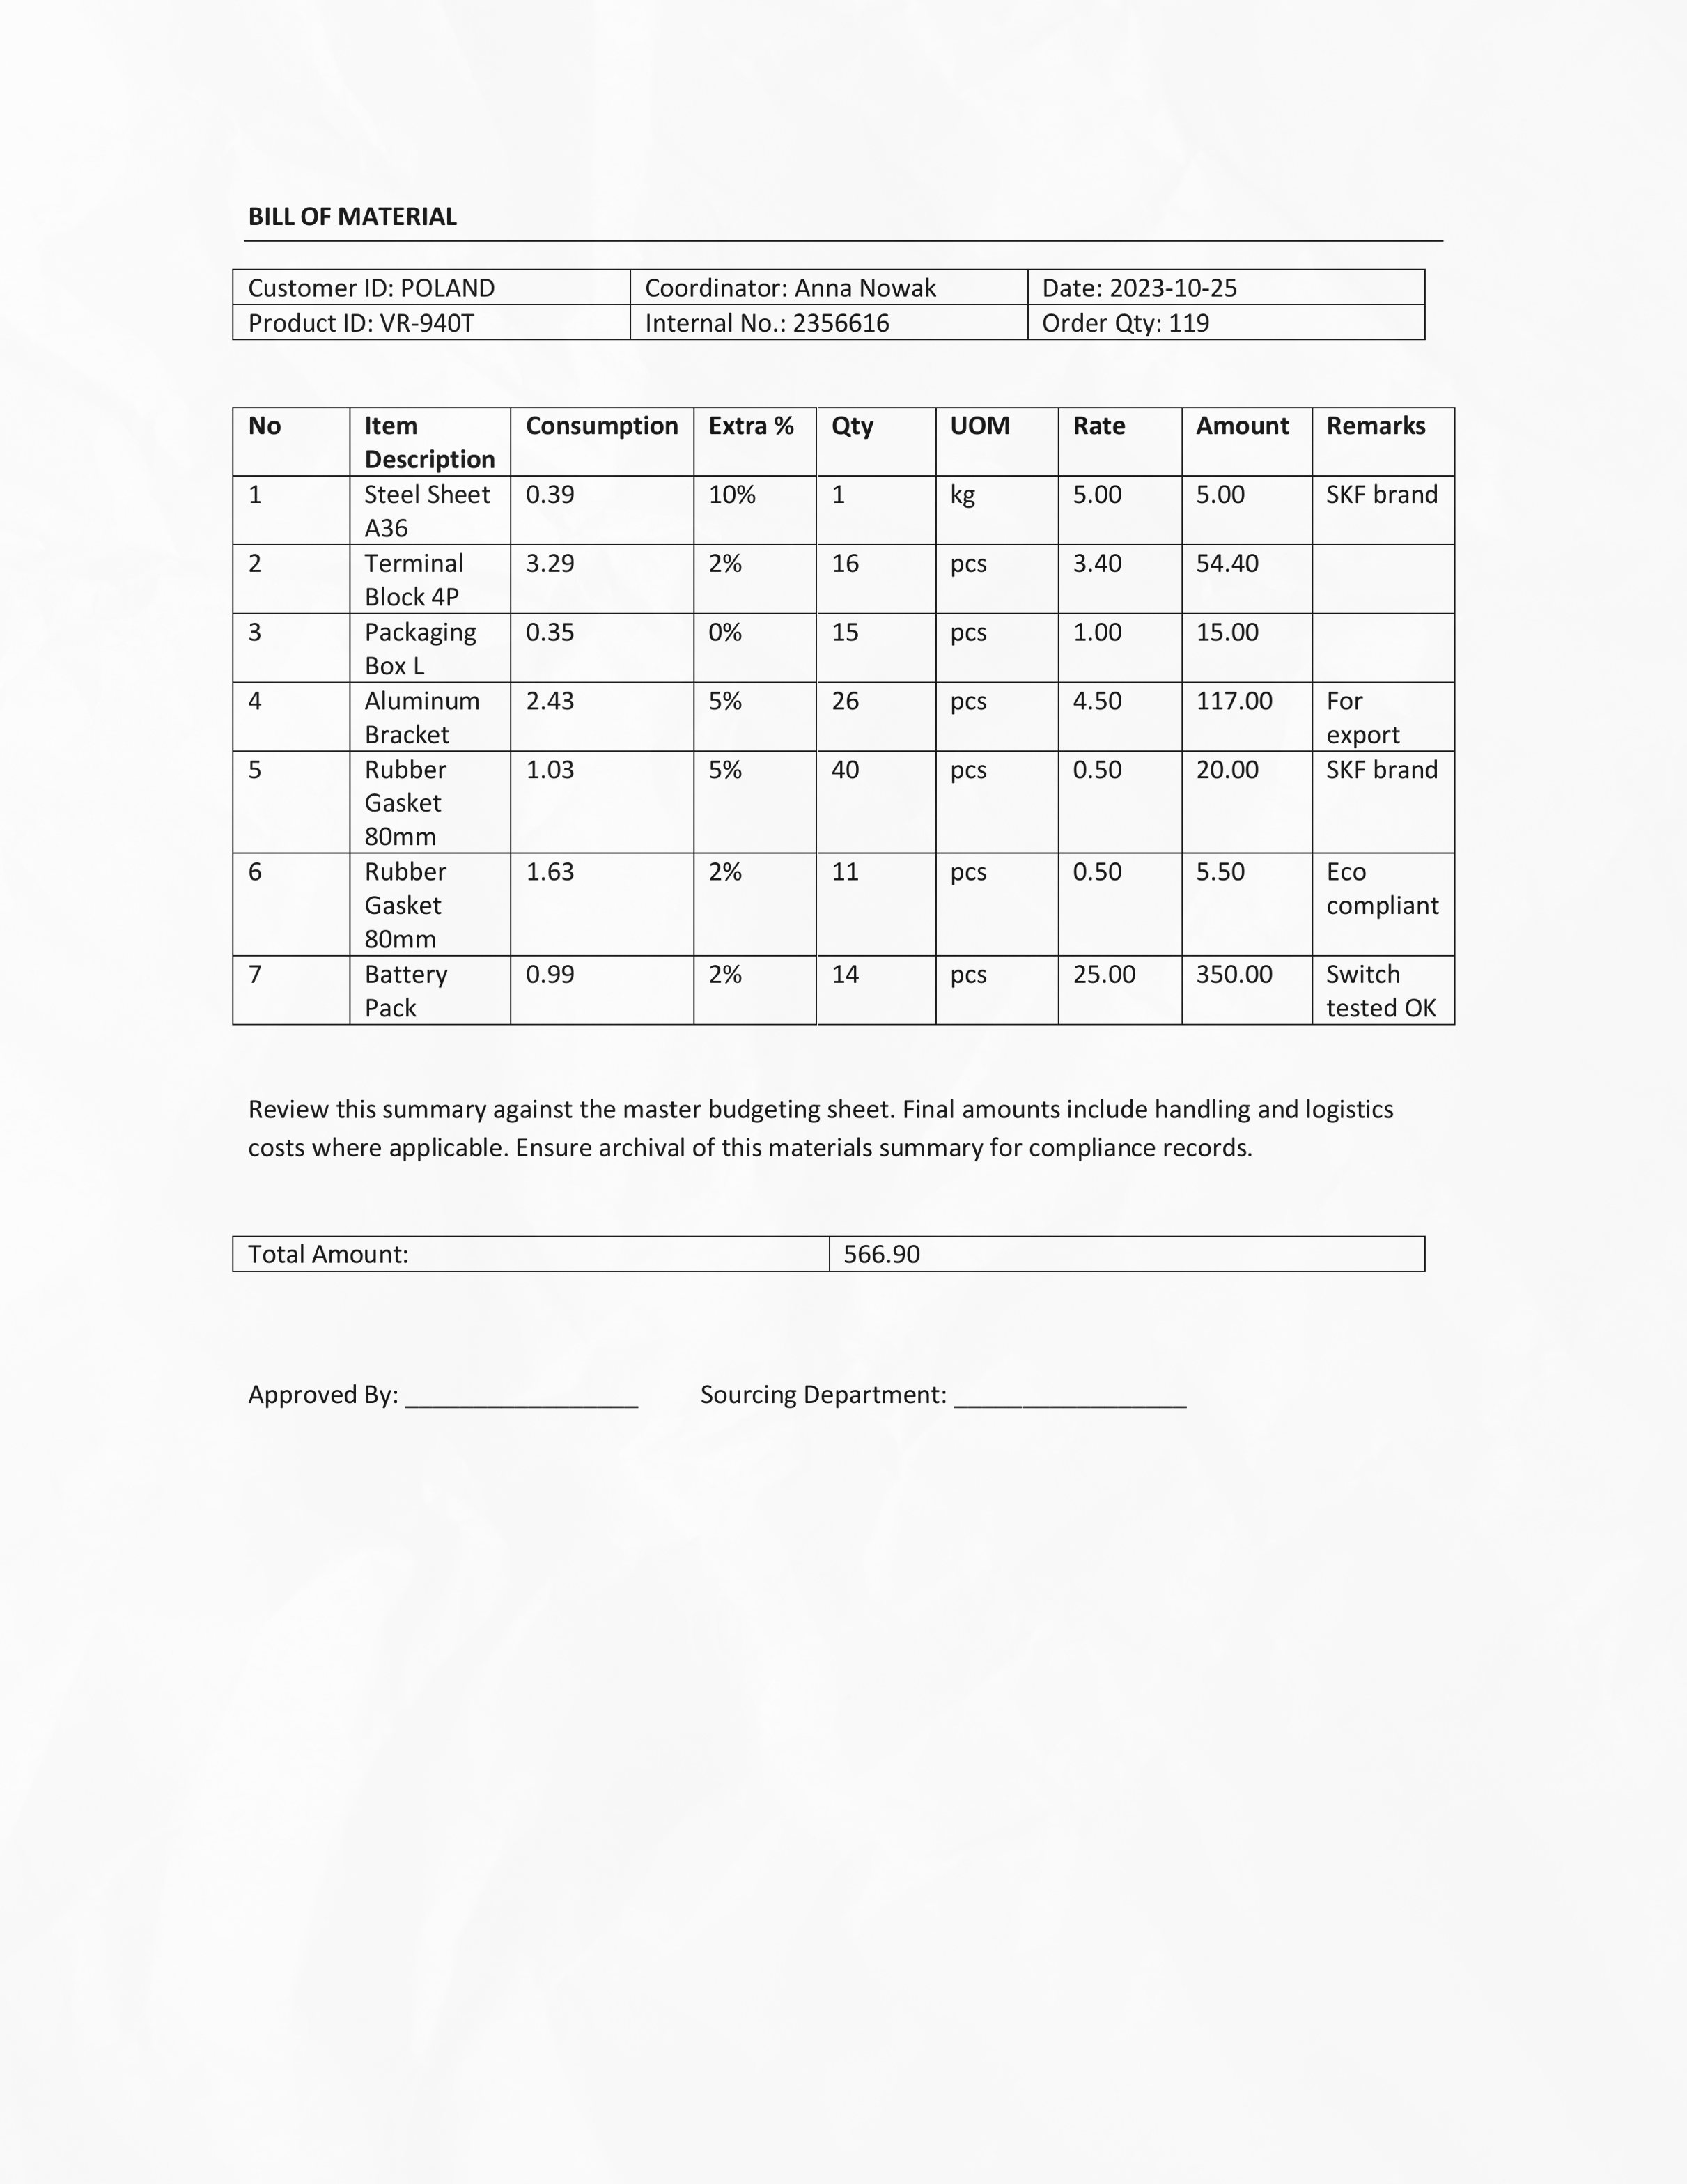 BILL OF MATERIAL
Customer ID: POLAND Coordinator: Anna Nowak Date: 2023-10-25
Product ID: VR-940T Internal No.: 2356616 Order Qty: 119
No Item Consumption Extra % Qty UOM Rate Amount Remarks
Description
1 Steel Sheet 0.39 10% 1 kg 5.00 5.00 SKF brand
A36
2 Terminal 3.29 2% 16 pcs 3.40 54.40
Block 4P
3 Packaging 0.35 0% 15 pcs 1.00 15.00
Box L
4 Aluminum 2.43 5% 26 pcs 4.50 117.00 For
Bracket export
5 Rubber 1.03 5% 40 pcs 0.50 20.00 SKF brand
Gasket
80mm
6 Rubber 1.63 2% 11 pcs 0.50 5.50 Eco
Gasket compliant
80mm
7 Battery 0.99 2% 14 pcs 25.00 350.00 Switch
Pack tested OK
Review this summary against the master budgeting sheet. Final amounts include handling and logistics
costs where applicable. Ensure archival of this materials summary for compliance records.
Total Amount: 566.90
Approved By: _________________ Sourcing Department: _________________